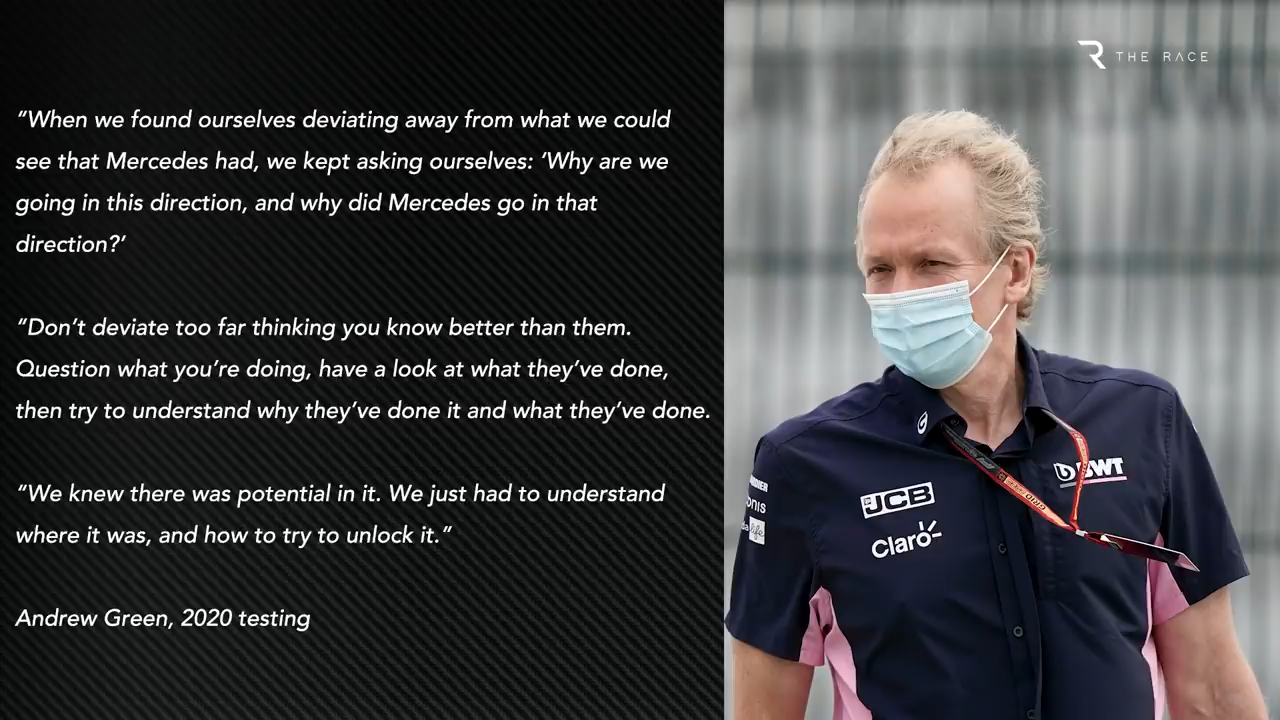 “When we found ourselves deviating away from what we could
see that Mercedes had, we kept asking ourselves: ‘Why are we
going in this direction, and why did Mercedes go in that
direction?’
“Don’t deviate too far thinking you know better than them.
Question what you’re doing, have a look at what they’ve done,
then try to understand why they’ve done it and what they’ve done.
“We knew there was potential in it. We just had to understand
where it was, and how to try to unlock it.”
Andrew Green, 2020 testing
THE RACE
BWT
JCB
Claro
life